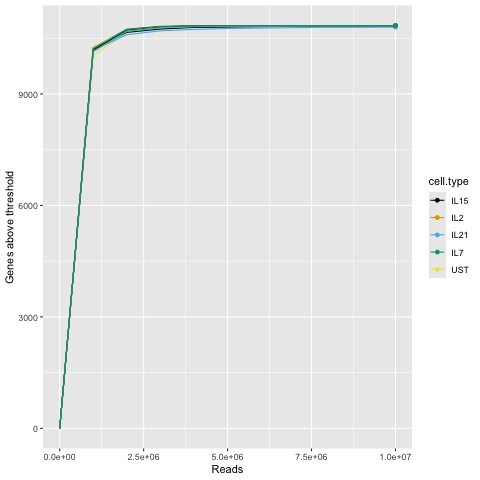 9000
6000
3000
0
Genes above threshold
0.0e+00 2.5e+06 5.0e+06 7.5e+06 1.0e+07
Reads
cell.type
IL15
IL2
IL21
IL7
UST